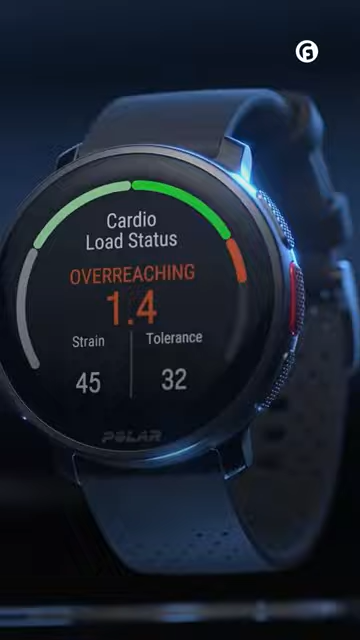 Cardio
Load Status
OVERREACHING
1.4
Strain
Tolerance
45
32
POLAR